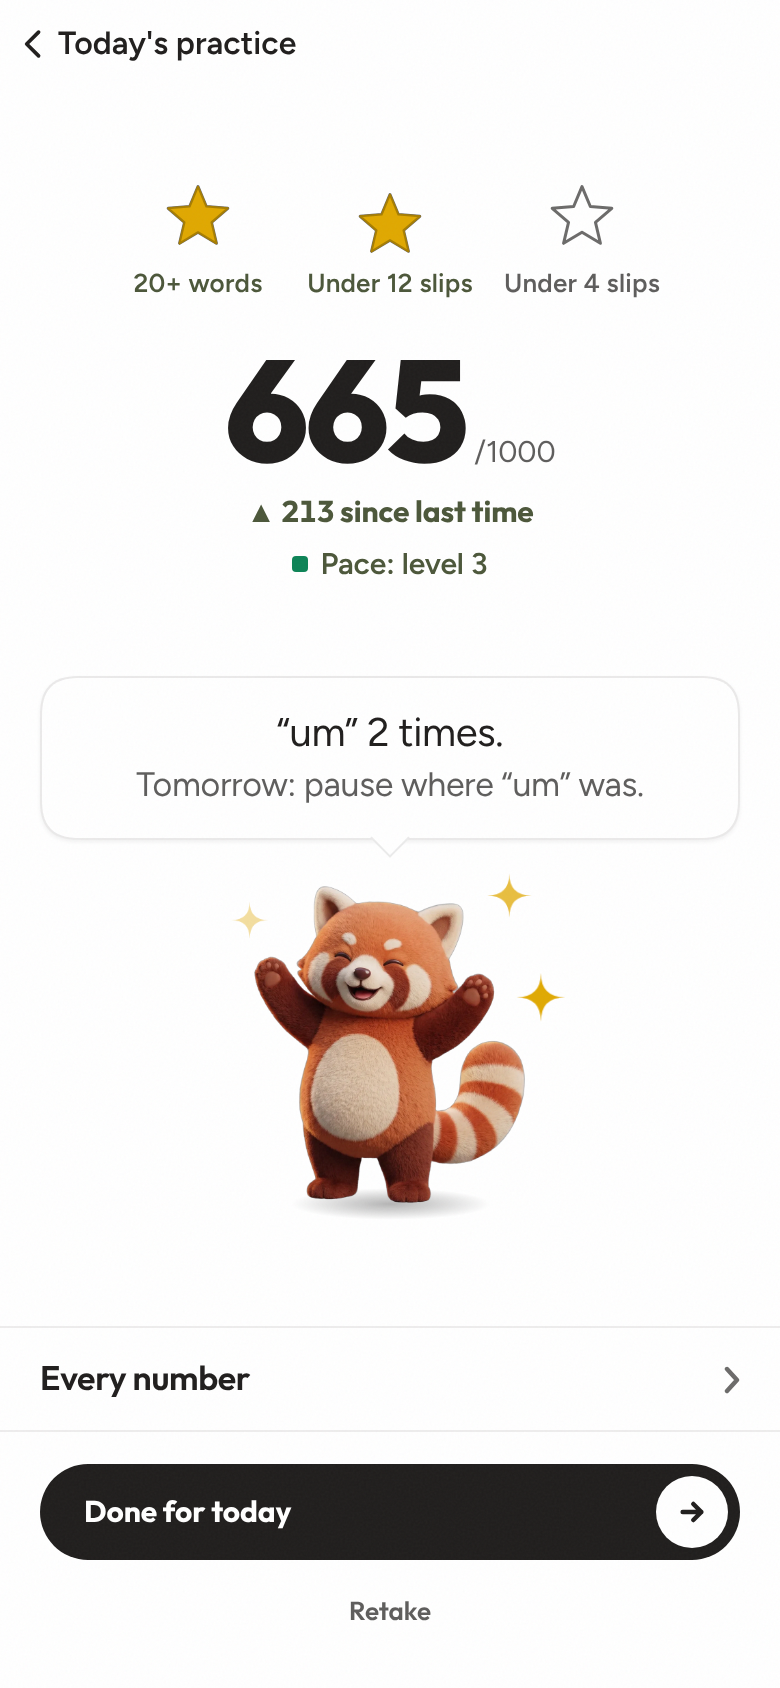 Today's practice
20+ words
Under 12 slips
Under 4 slips
665/1000
▲ 213 since last time
Pace: level 3
“um” 2 times.
Tomorrow: pause where “um” was.
Every number
Done for today
Retake